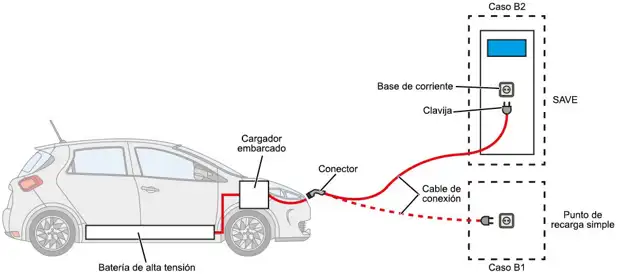 Caso B2
Base de corriente
Clavija
SAVE
Cargador
embarcado
Conector
Cable de
conexión
Punto de
recarga simple
Batería de alta tensión
Caso B1